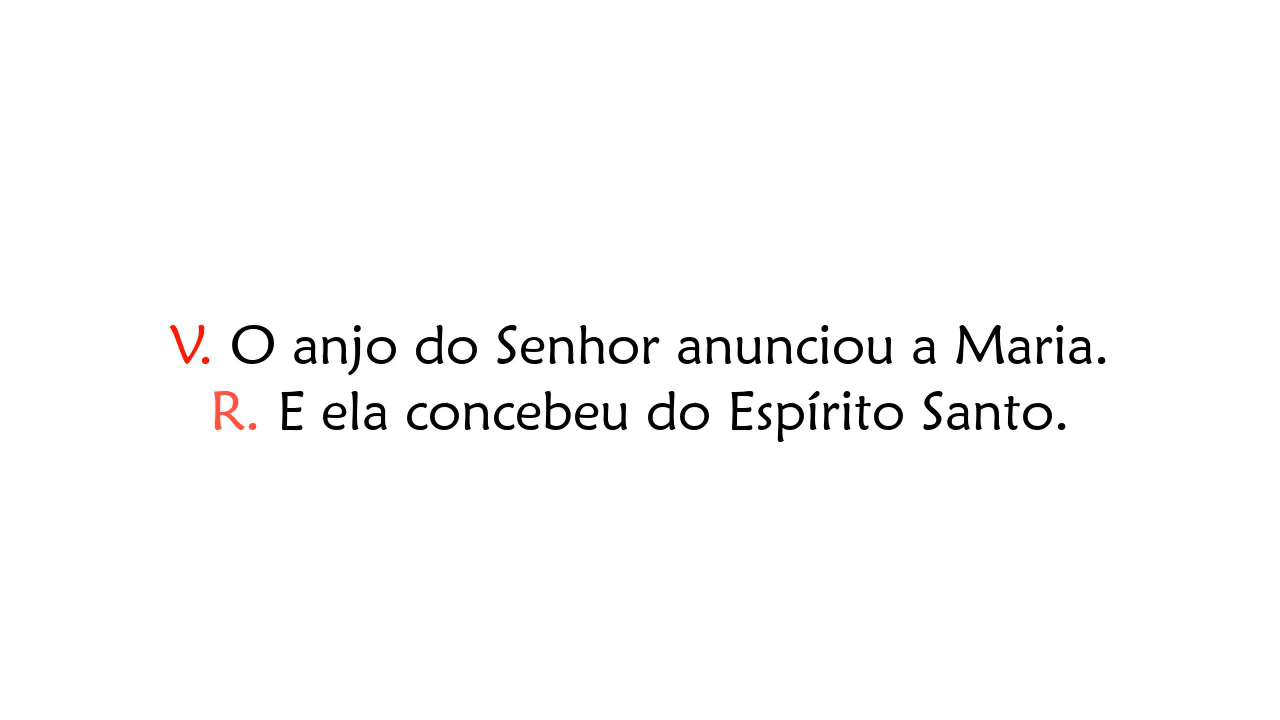 V. O anjo do Senhor anunciou a Maria.
R. E ela concebeu do Espírito Santo.